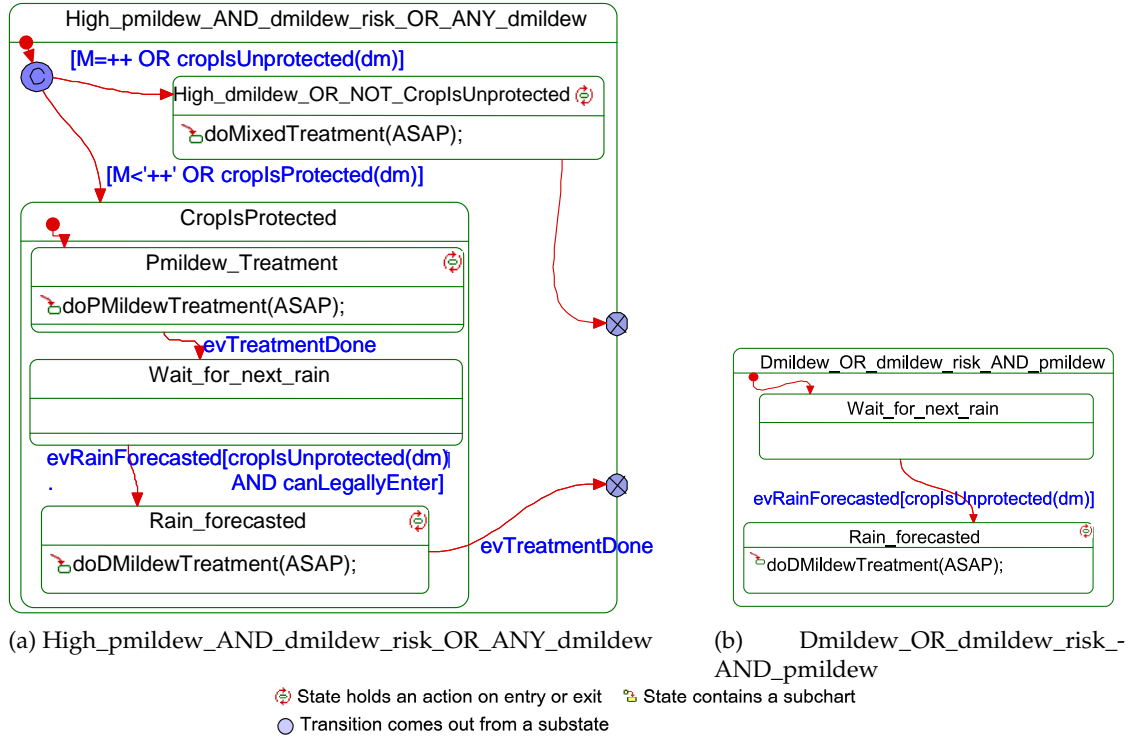 High_pmildew_AND_dmildew_risk_OR_ANY_dmildew
[M=++ OR cropIsUnprotected(dm)]
C
High_dmildew_OR_NOT_CropIsUnprotected
doMixedTreatment(ASAP);
[M<'++' OR cropIsProtected(dm)]
CropIsProtected
Pmildew_Treatment
doPMildewTreatment(ASAP);
evTreatmentDone
Wait_for_next_rain
evRainForecasted[cropIsUnprotected(dm)
. AND canLegallyEnter]
Rain_forecasted
doDMildewTreatment(ASAP);
evTreatmentDone
(a) High_pmildew_AND_dmildew_risk_OR_ANY_dmildew
Dmildew_OR_dmildew_risk_AND_pmildew
Wait_for_next_rain
evRainForecasted[cropIsUnprotected(dm)]
Rain_forecasted
doDMildewTreatment(ASAP);
(b) Dmildew_OR_dmildew_risk_-
AND_pmildew
State holds an action on entry or exit State contains a subchart
Transition comes out from a substate